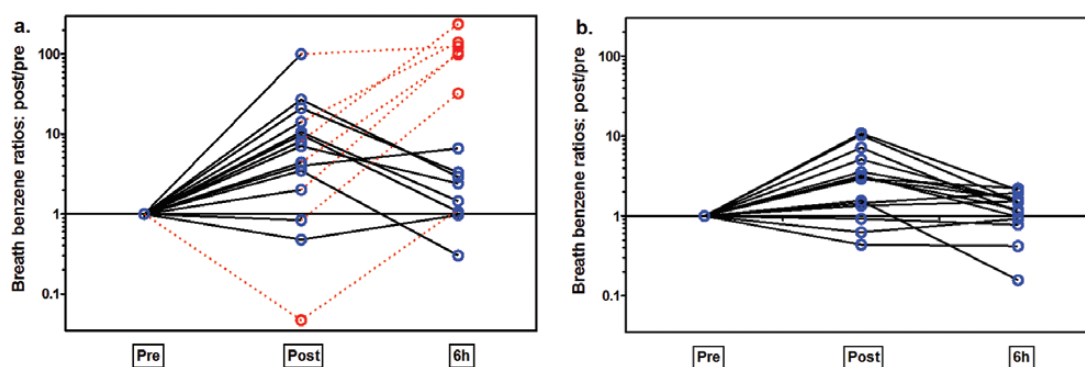 a.
Breath benzene ratios: post/pre
100
10
1
0.1
Pre Post 6h
b.
Breath benzene ratios: post/pre
100
10
1
0.1
Pre Post 6h